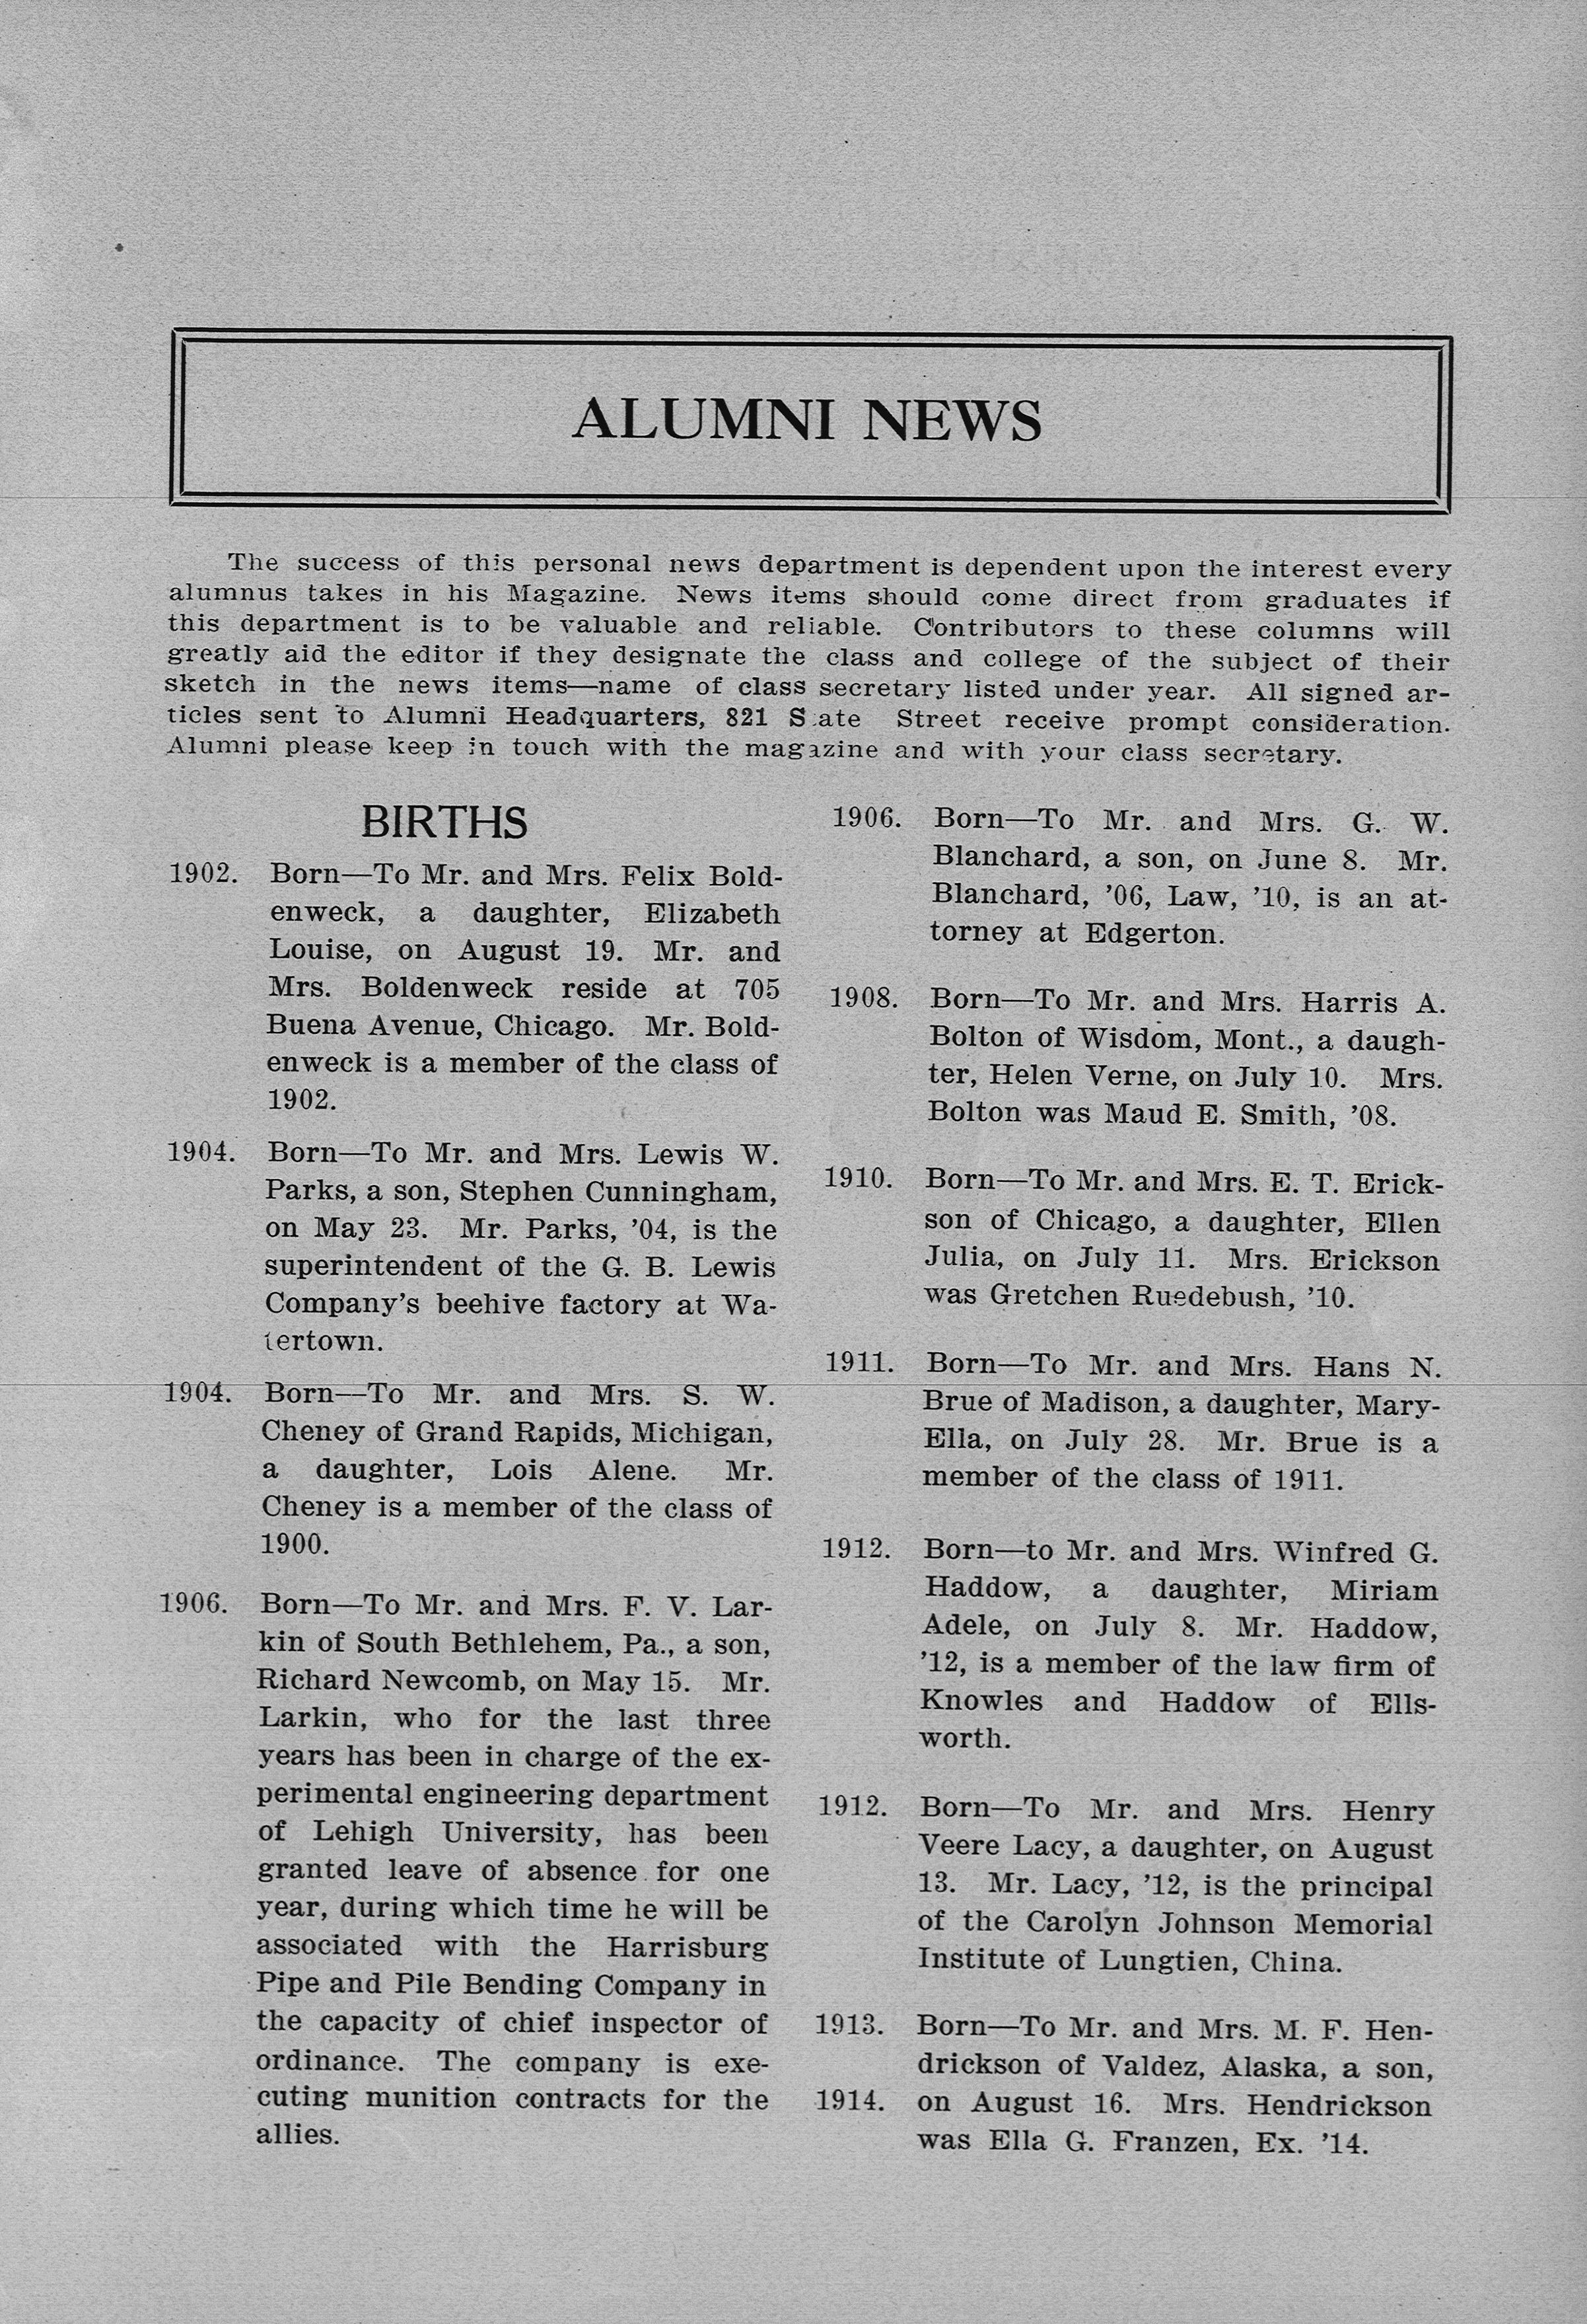 ALUMNI NEWS
The success of this personal news department is dependent upon the interest every
alumnus takes in his Magazine. News items should come direct from graduates if
this department is to be valuable and reliable. Contributors to these columns will
greatly aid the editor if they designate the class and college of the subject of their
sketch in the news items—name of class secretary listed under year. All signed ar-
ticles sent to Alumni Headquarters, 821 S ate Street receive prompt consideration.
Alumni please keep in touch with the magazine and with your class secretary.
BIRTHS
1902. Born—To Mr. and Mrs. Felix Bold-
enweck, a daughter, Elizabeth
Louise, on August 19. Mr. and
Mrs. Boldenweck reside at 705
Buena Avenue, Chicago. Mr. Bold-
enweck is a member of the class of
1902.
1904. Born—To Mr. and Mrs. Lewis W.
Parks, a son, Stephen Cunningham,
on May 23. Mr. Parks, ’04, is the
superintendent of the G. B. Lewis
Company’s beehive factory at Wa-
tertown.
1904. Born—To Mr. and Mrs. S. W.
Cheney of Grand Rapids, Michigan,
a daughter, Lois Alene. Mr.
Cheney is a member of the class of
1900.
1906. Born—To Mr. and Mrs. F. V. Lar-
kin of South Bethlehem, Pa., a son,
Richard Newcomb, on May 15. Mr.
Larkin, who for the last three
years has been in charge of the ex-
perimental engineering department
of Lehigh University, has been
granted leave of absence for one
year, during which time he will be
associated with the Harrisburg
Pipe and Pile Bending Company in
the capacity of chief inspector of
ordinance. The company is exe-
cuting munition contracts for the
allies.
1906. Born—To Mr. and Mrs. G. W.
Blanchard, a son, on June 8. Mr.
Blanchard, ’06, Law, ’10, is an at-
torney at Edgerton.
1908. Born—To Mr. and Mrs. Harris A.
Bolton of Wisdom, Mont., a daugh-
ter, Helen Verne, on July 10. Mrs.
Bolton was Maud E. Smith, ’08.
1910. Born—To Mr. and Mrs. E. T. Erick-
son of Chicago, a daughter, Ellen
Julia, on July 11. Mrs. Erickson
was Gretchen Ruedebush, ’10.
1911. Born—To Mr. and Mrs. Hans N.
Brue of Madison, a daughter, Mary-
Ella, on July 28. Mr. Brue is a
member of the class of 1911.
1912. Born—to Mr. and Mrs. Winfred G.
Haddow, a daughter, Miriam
Adele, on July 8. Mr. Haddow,
’12, is a member of the law firm of
Knowles and Haddow of Ells-
worth.
1912. Born—To Mr. and Mrs. Henry
Veere Lacy, a daughter, on August
13. Mr. Lacy, ’12, is the principal
of the Carolyn Johnson Memorial
Institute of Lungtien, China.
1913. Born—To Mr. and Mrs. M. F. Hen-
drickson of Valdez, Alaska, a son,
1914. on August 16. Mrs. Hendrickson
was Ella G. Franzen, Ex. ’14.